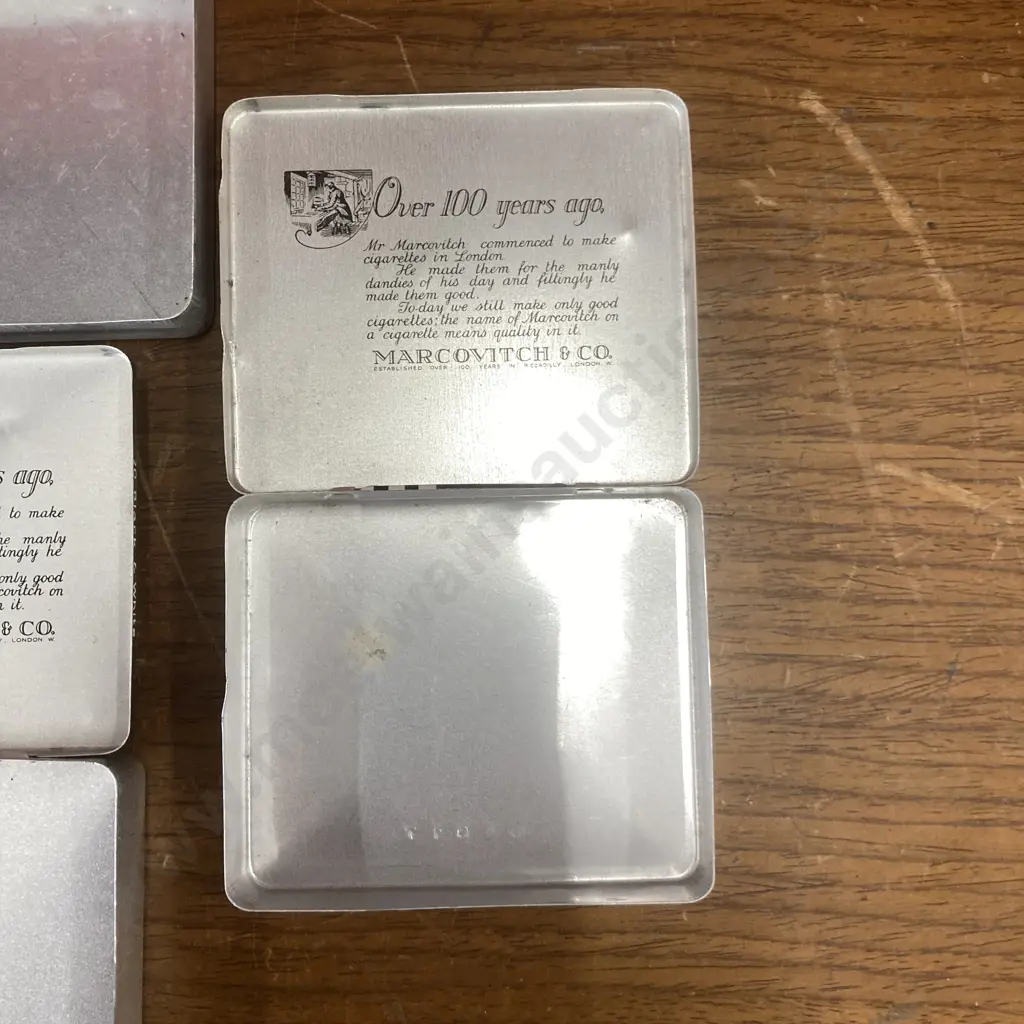 Over 100 years ago,
Mr Marcovitch commenced to make
cigarettes in London
He made them for the manly
dandies of his day and fittingly he
made them good.
To-day we still make only good
cigarettes; the name of Marcovitch on
a cigarette means quality in it.
MARCOVITCH & CO.
ESTABLISHED OVER 100 YEARS IN PICCADILLY, LONDON. W.
s ago,
to make
he manly
tingly he
only good
covitch on
n it.
& CO.
LONDON W.